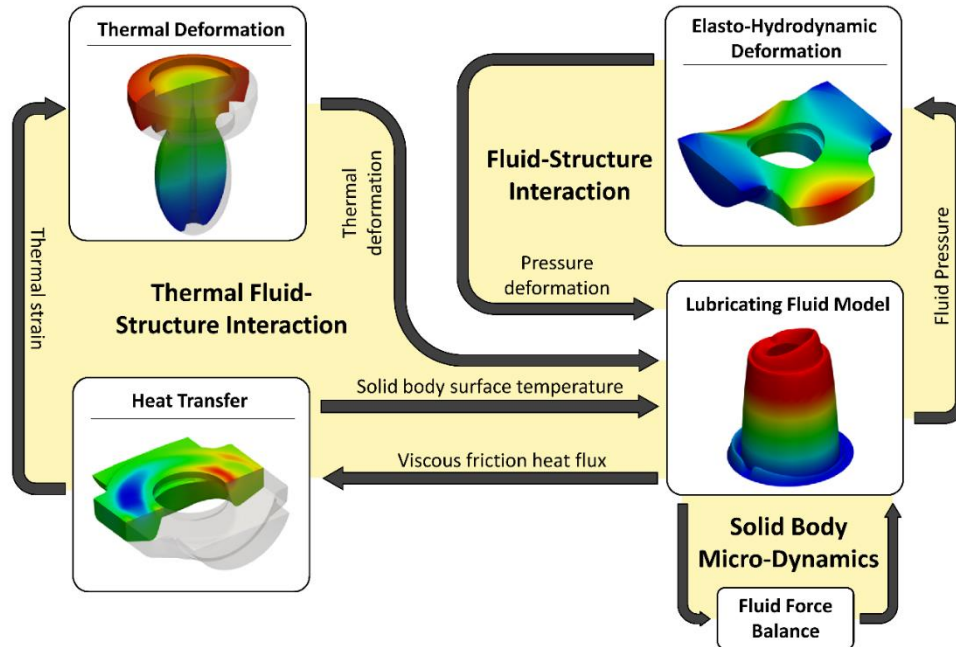 Thermal Deformation
Elasto-Hydrodynamic
Deformation
Fluid-Structure
Interaction
Thermal
deformation
Thermal strain
Fluid Pressure
Pressure
deformation
Thermal Fluid-
Structure Interaction
Lubricating Fluid Model
Heat Transfer
Solid body surface temperature
Viscous friction heat flux
Solid Body
Micro-Dynamics
Fluid Force
Balance